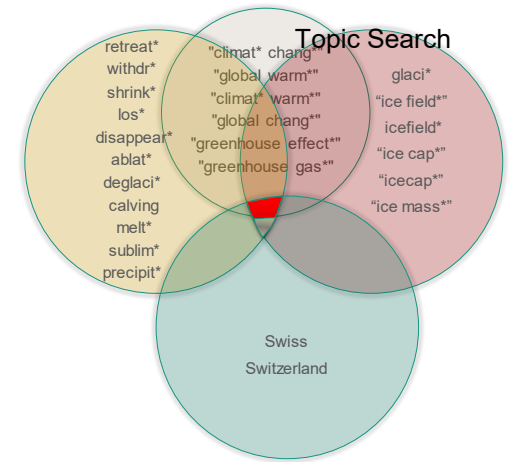 Topic Search
retreat*
withdr*
shrink*
los*
disappear*
ablat*
deglaci*
calving
melt*
sublim*
precipit*
"climat* chang*"
"global warm*"
"climat* warm*"
"global chang*"
"greenhouse effect*"
"greenhouse gas*"
glaci*
“ice field*”
icefield*
“ice cap*”
“icecap*”
“ice mass*”
Swiss
Switzerland